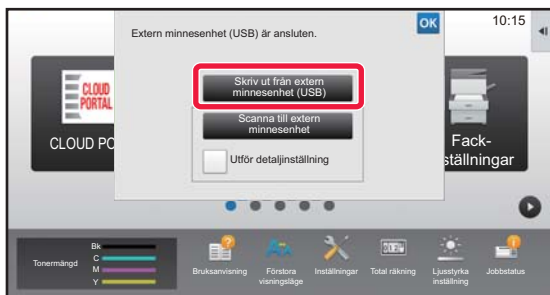 Extern minnesenhet (USB) är ansluten.
OK
10:15
Skriv ut från extern
minnesenhet (USB)
Scanna till extern
minnesenhet
Utför detaljinställning
CLOUD
PORTAL
CLOUD PO
Fack-
ställningar
Tonermängd
Bk
C
M
Y
Bruksanvisning
Förstora
visningsläge
Inställningar
Total räkning
Ljusstyrka
inställning
Jobbstatus